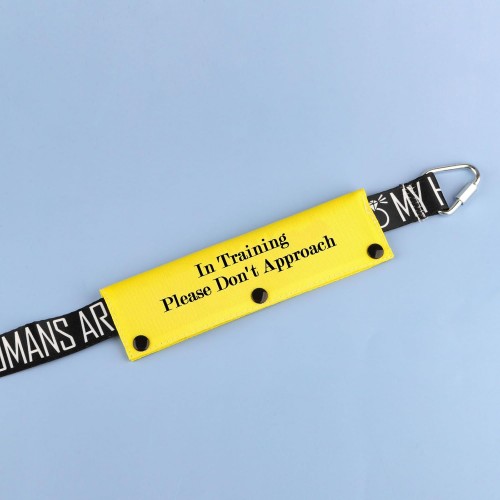 In Training
Please Don't Approach
MY H
UMANS AR